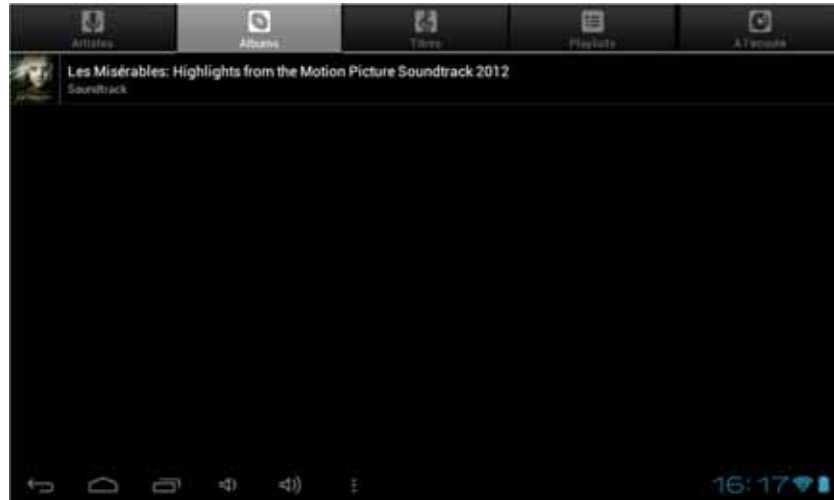 Artistes
Albums
Titres
Playlists
A l'écoute
Les Misérables: Highlights from the Motion Picture Soundtrack 2012
Soundtrack
16:17